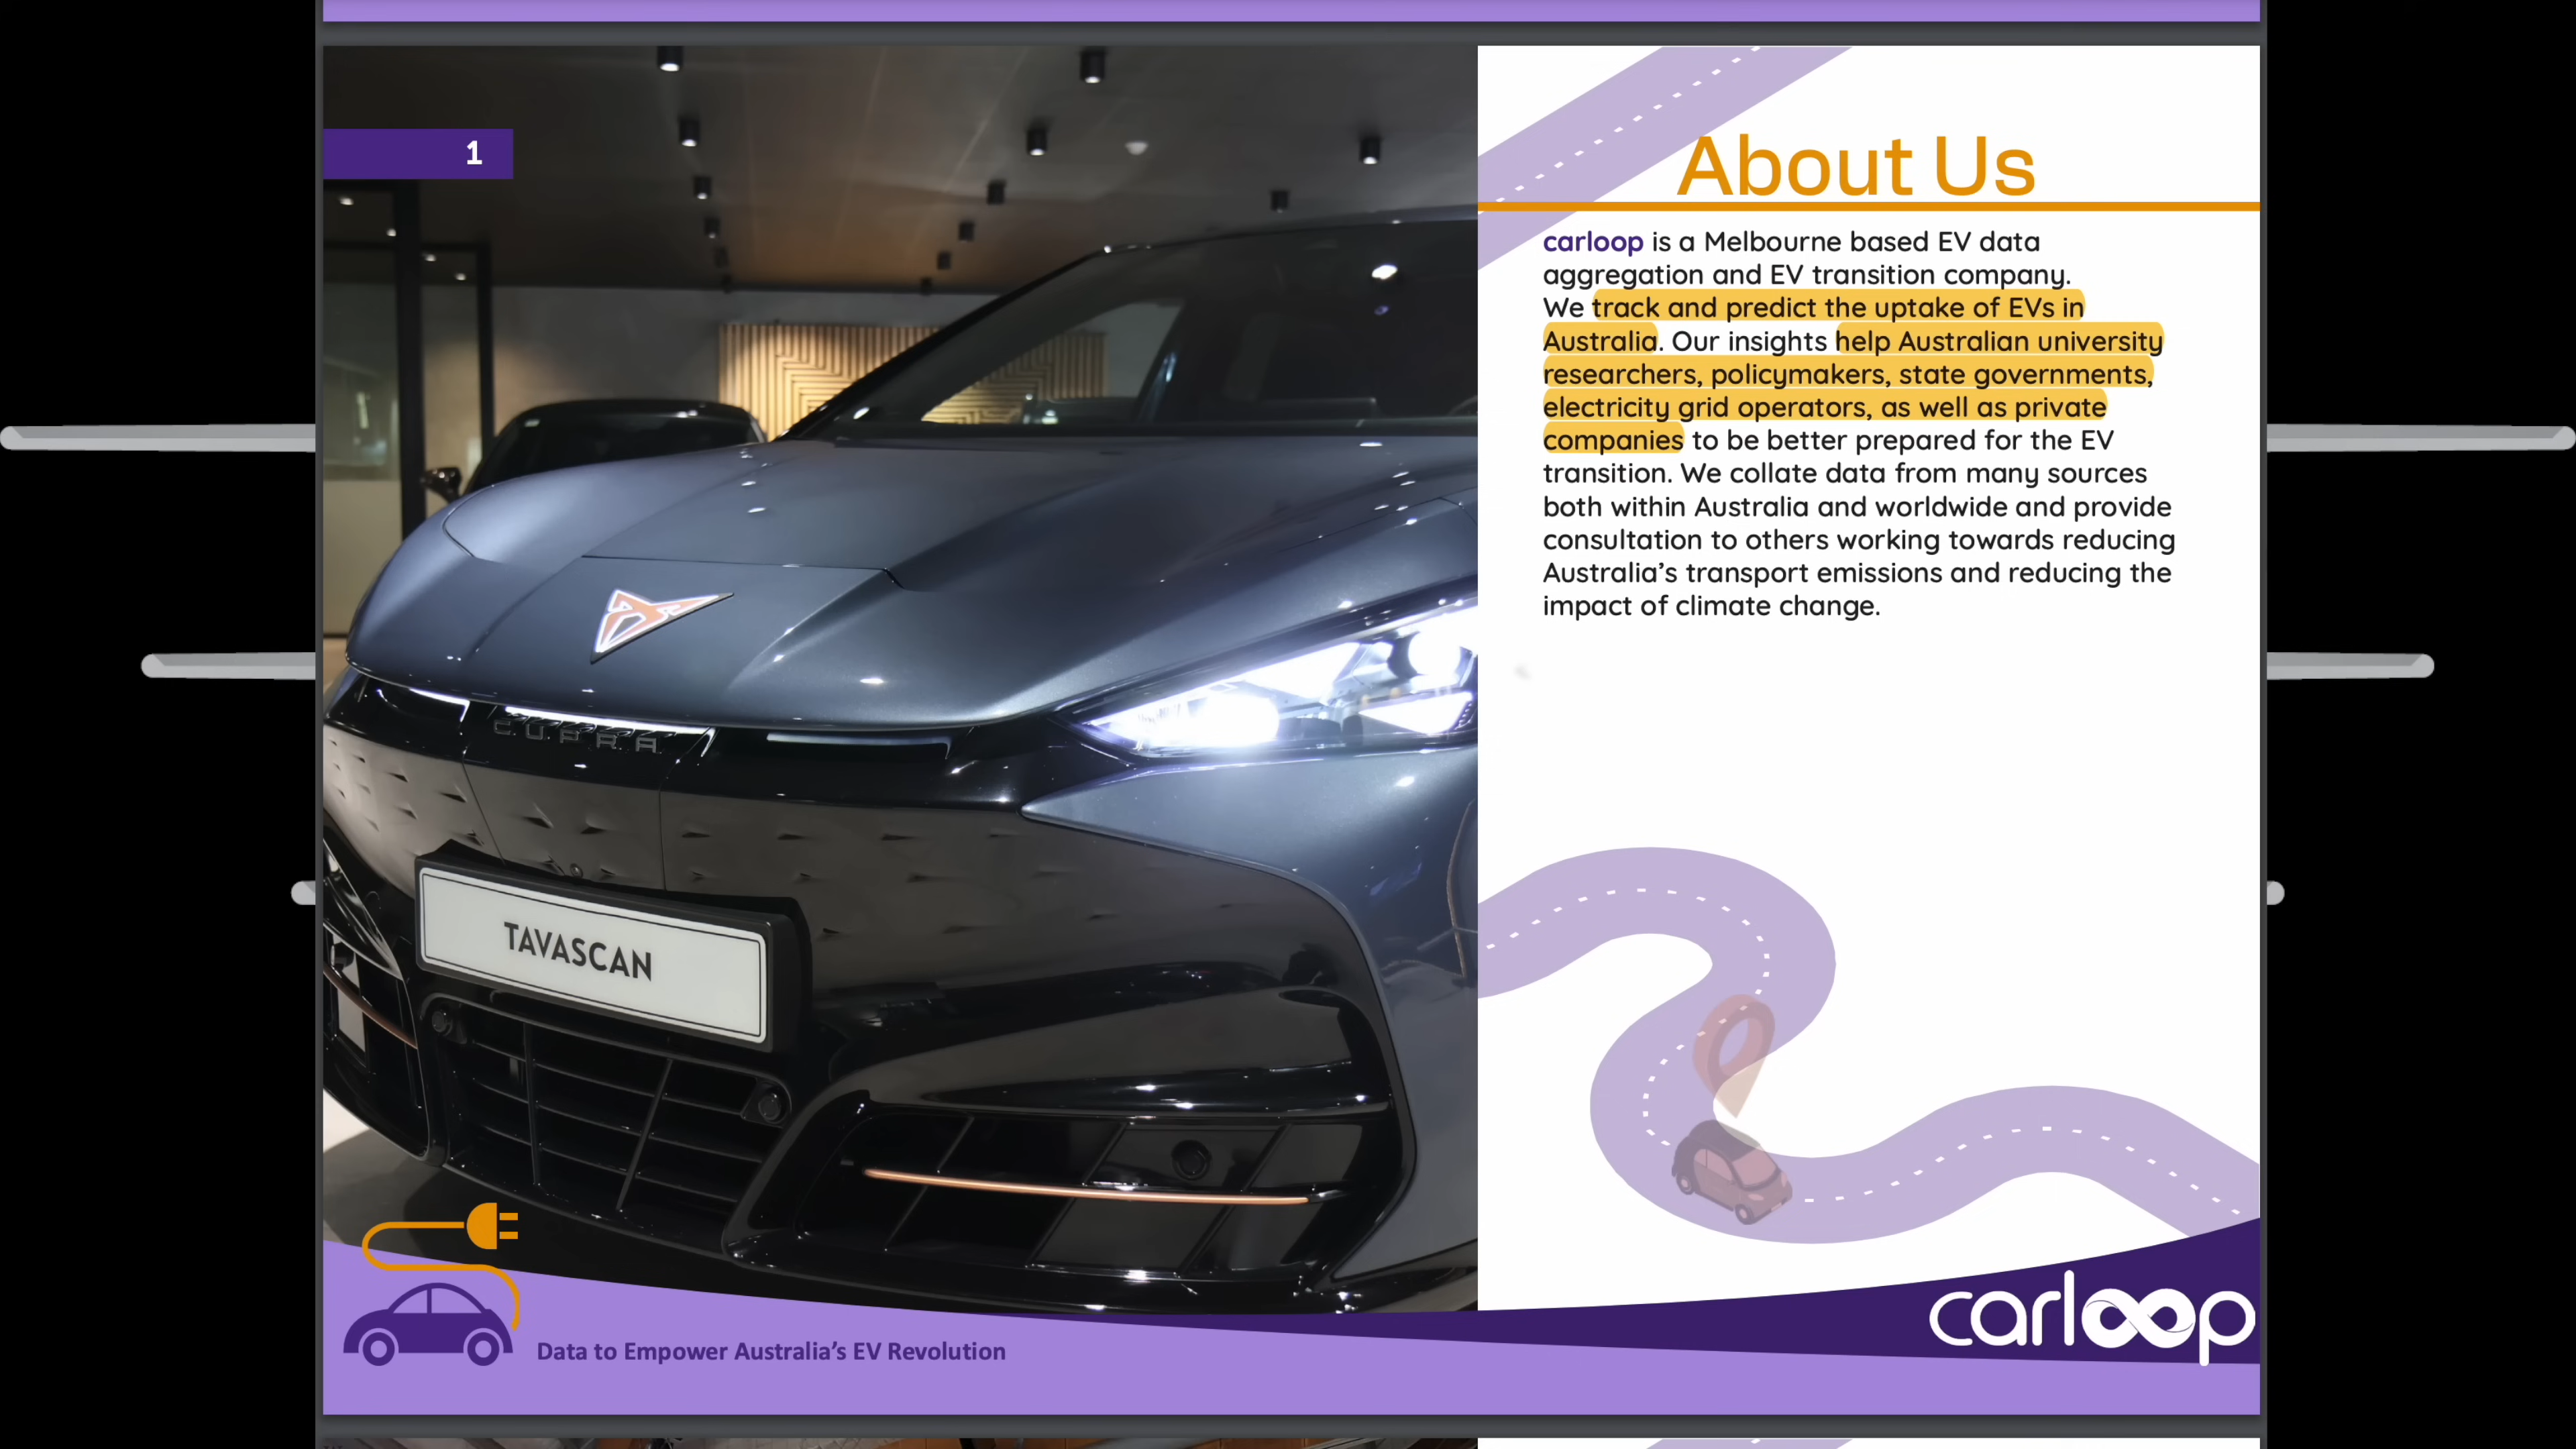 1
CUPRA
TAVASCAN
Data to Empower Australia's EV Revolution
About Us
carloop is a Melbourne based EV data
aggregation and EV transition company.
We track and predict the uptake of EVs in
Australia. Our insights help Australian university
researchers, policymakers, state governments,
electricity grid operators, as well as private
companies to be better prepared for the EV
transition. We collate data from many sources
both within Australia and worldwide and provide
consultation to others working towards reducing
Australia's transport emissions and reducing the
impact of climate change.
carloop